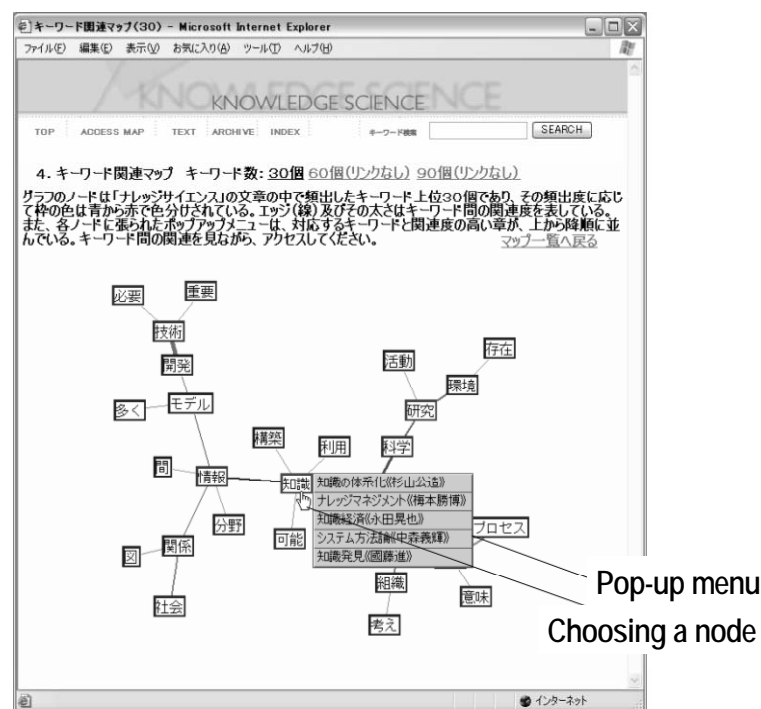 キーワード関連マップ(30) - Microsoft Internet Explorer
ファイル(F) 編集(E) 表示(V) お気に入り(A) ツール(T) ヘルプ(H)
KNOWLEDGE SCIENCE
TOP ACCESS MAP TEXT ARCHIVE INDEX キーワード検索 SEARCH
4. キーワード関連マップ キーワード数: 30個 60個(リンクなし) 90個(リンクなし)
グラフのノードは「ナレッジサイエンス」の文章の中で頻出したキーワード上位30個であり、その頻出度に応じ
て枠の色は青から赤で色分けされている。エッジ(線)及びその太さはキーワード間の関連度を表している。
また、各ノードに張られたポップアップメニューは、対応するキーワードと関連度の高い章が、上から降順に並
んでいる。キーワード間の関連を見ながら、アクセスしてください。
マップ一覧へ戻る
必要
重要
技術
開発
存在
活動
環境
多く
モデル
研究
構築
利用
科学
間
情報
知識
知識の体系化《杉山公造》
ナレッジマネジメント《梅本勝博》
知識経済《永田晃也》
システム方法論《中森義輝》
知識発見《國藤進》
分野
可能
プロセス
図
関係
組織
意味
社会
考え
Pop-up menu
Choosing a node
インターネット